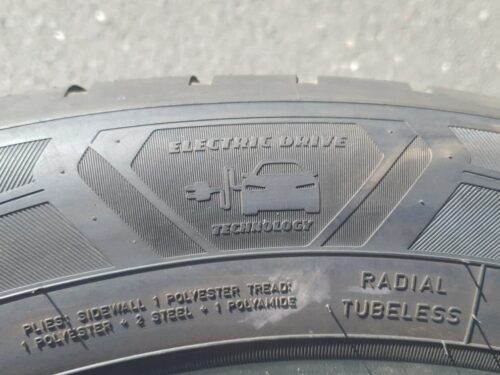 ELECTRIC DRIVE
TECHNOLOGY
PLIES: SIDEWALL 1 POLYESTER TREAD:
1 POLYESTER + 2 STEEL + 1 POLYAMIDE
RADIAL
TUBELESS